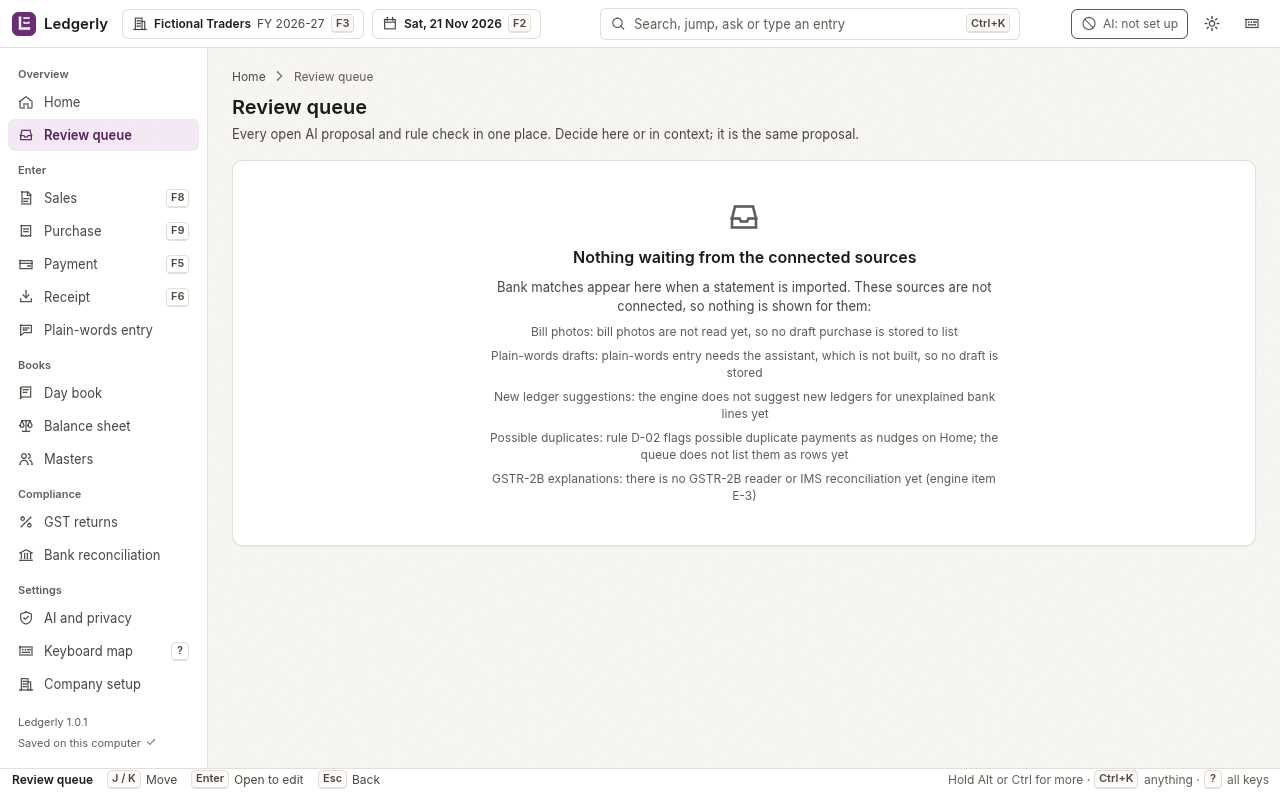 Ledgerly
Fictional Traders FY 2026-27 F3
Sat, 21 Nov 2026 F2
Search, jump, ask or type an entry Ctrl+K
AI: not set up
Overview
Home
Review queue
Enter
Sales F8
Purchase F9
Payment F5
Receipt F6
Plain-words entry
Books
Day book
Balance sheet
Masters
Compliance
GST returns
Bank reconciliation
Settings
AI and privacy
Keyboard map ?
Company setup
Ledgerly 1.0.1
Saved on this computer
Home Review queue
Review queue
Every open AI proposal and rule check in one place. Decide here or in context; it is the same proposal.
Nothing waiting from the connected sources
Bank matches appear here when a statement is imported. These sources are not
connected, so nothing is shown for them:
Bill photos: bill photos are not read yet, so no draft purchase is stored to list
Plain-words drafts: plain-words entry needs the assistant, which is not built, so no draft is
stored
New ledger suggestions: the engine does not suggest new ledgers for unexplained bank
lines yet
Possible duplicates: rule D-02 flags possible duplicate payments as nudges on Home; the
queue does not list them as rows yet
GSTR-2B explanations: there is no GSTR-2B reader or IMS reconciliation yet (engine item
E-3)
Review queue J / K Move Enter Open to edit Esc Back
Hold Alt or Ctrl for more · Ctrl+K anything · ? all keys